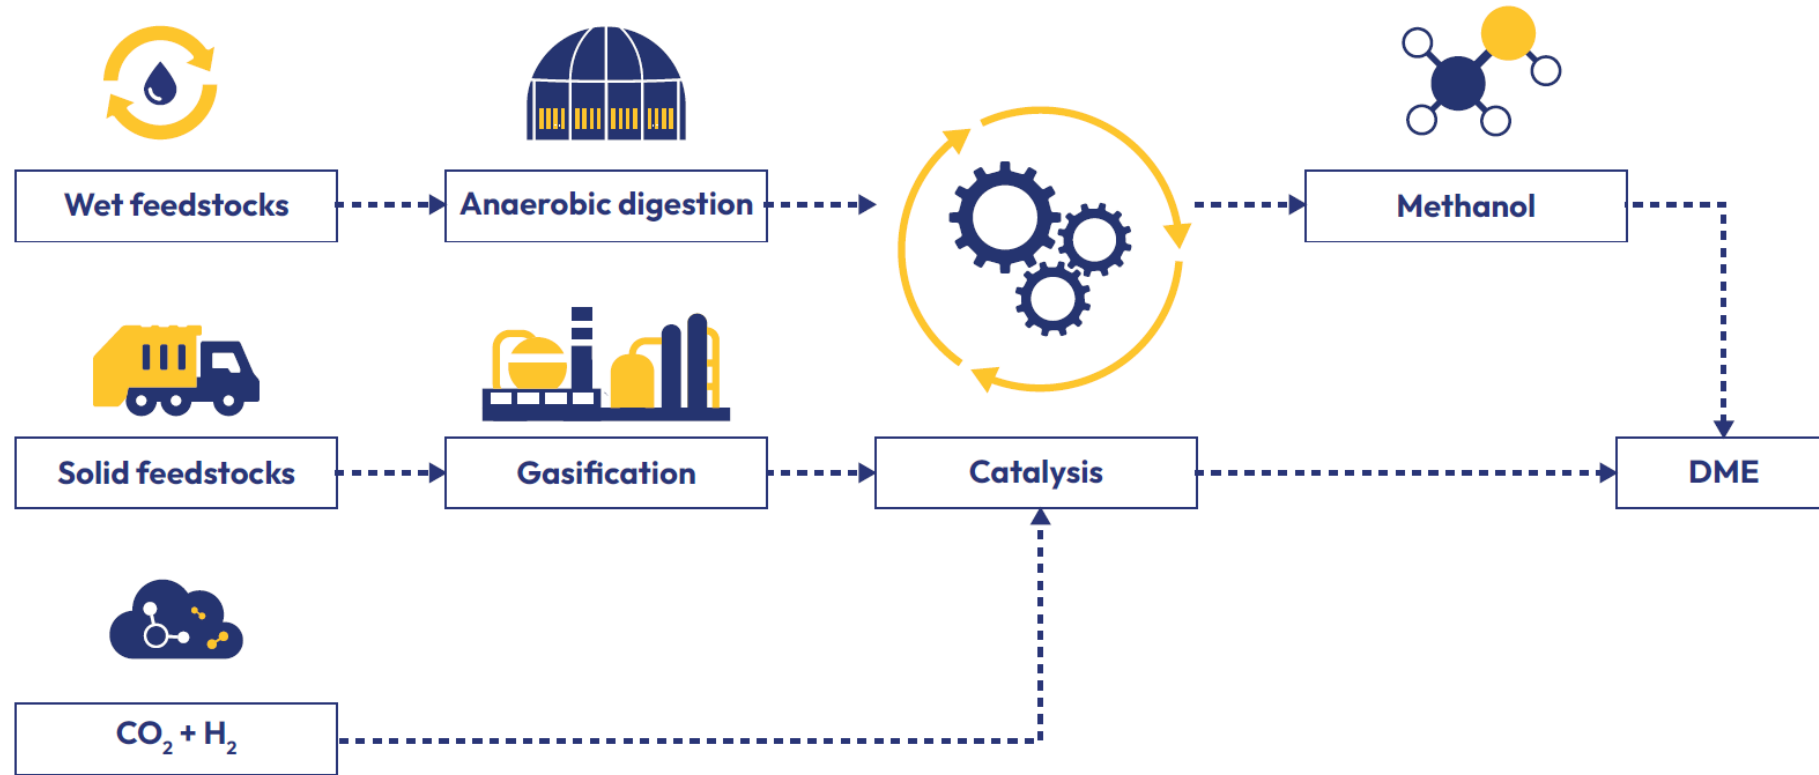 Wet feedstocks
Anaerobic digestion
Methanol
Solid feedstocks
Gasification
Catalysis
DME
CO₂ + H₂